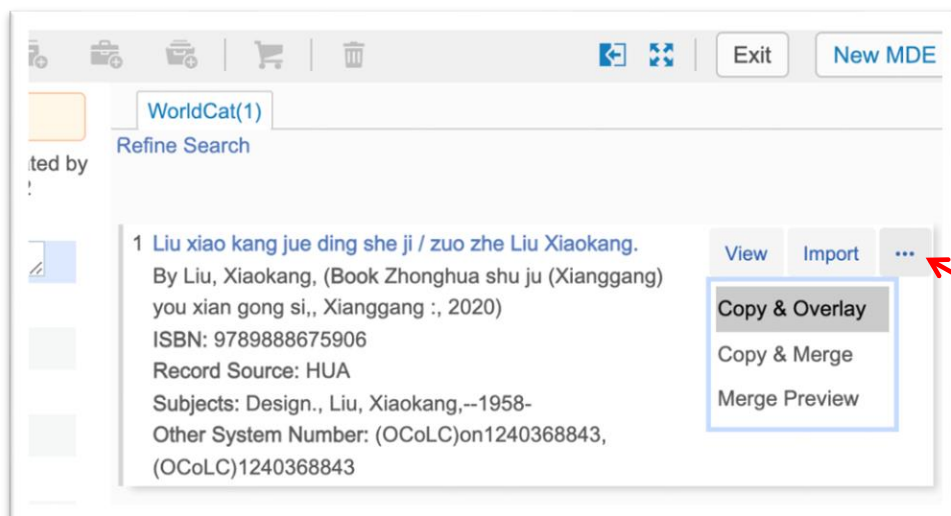 Exit
New MDE
WorldCat(1)
Refine Search
ated by
1 Liu xiao kang jue ding she ji / zuo zhe Liu Xiaokang.
View
Import
...
By Liu, Xiaokang, (Book Zhonghua shu ju (Xianggang)
you xian gong si,, Xianggang :, 2020)
ISBN: 9789888675906
Record Source: HUA
Subjects: Design., Liu, Xiaokang,--1958-
Other System Number: (OCoLC)on1240368843,
(OCoLC)1240368843
Copy & Overlay
Copy & Merge
Merge Preview